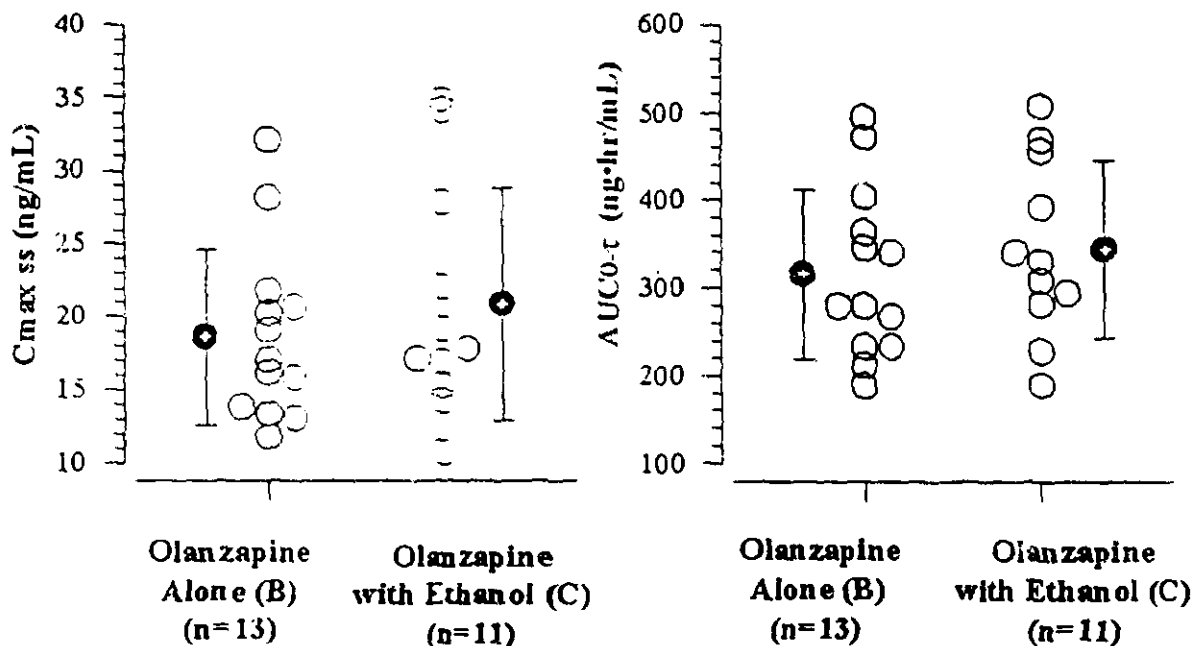 Cmax ss (ng/mL)
40
35
30
25
20
15
10
Olanzapine
Alone (B)
(n=13)
Olanzapine
with Ethanol (C)
(n=11)
AUC0-τ (ng•hr/mL)
600
500
400
300
200
100
Olanzapine
Alone (B)
(n=13)
Olanzapine
with Ethanol (C)
(n=11)